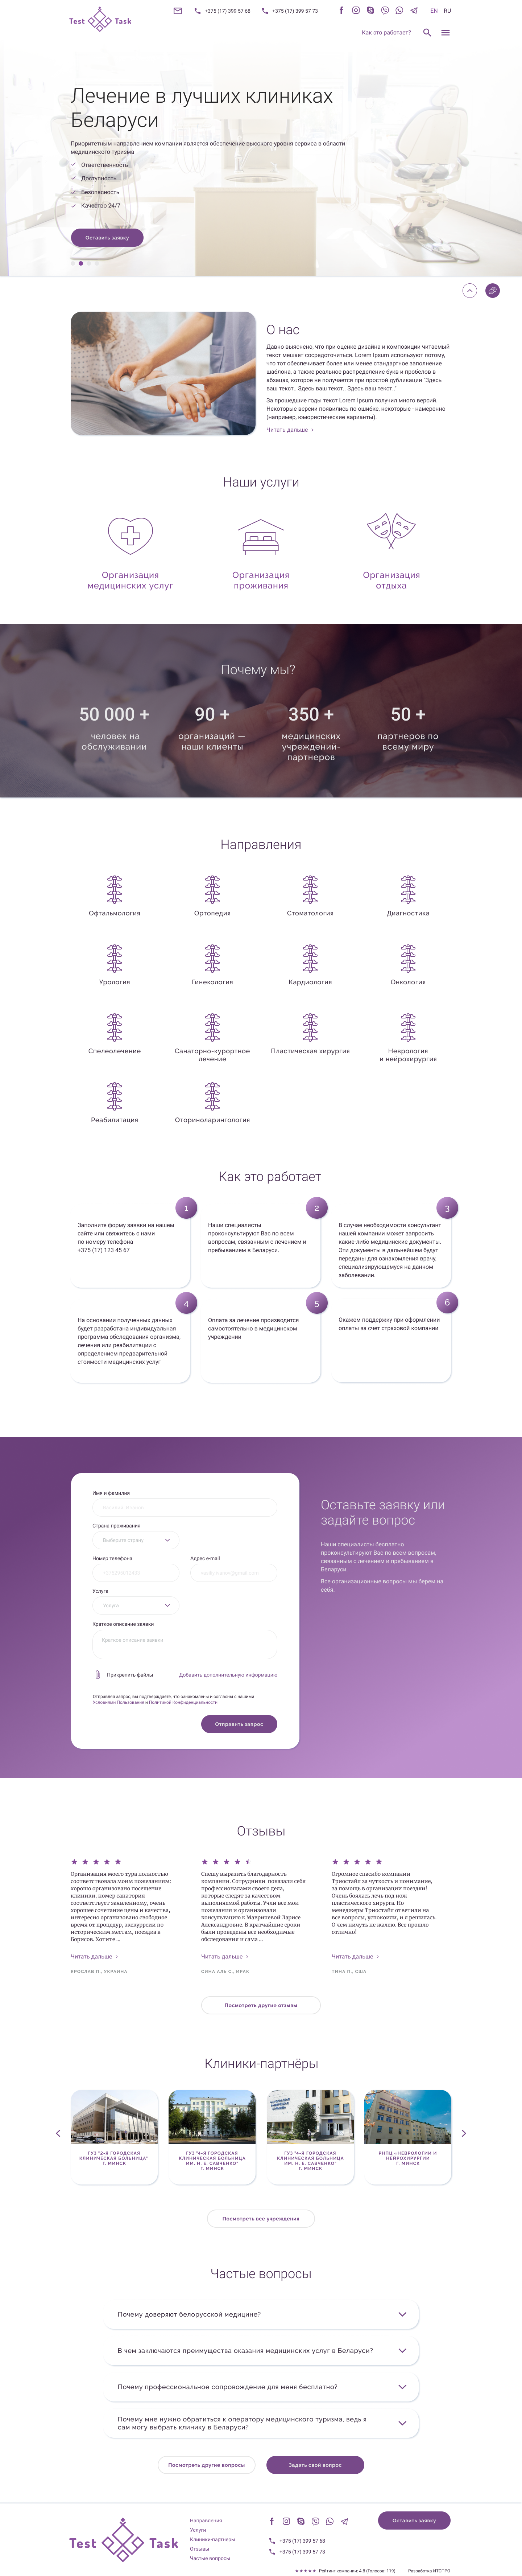 Test Task
+375 (17) 399 57 68
+375 (17) 399 57 73
EN RU
Как это работает?
Лечение в лучших клиниках
Беларуси
Приоритетным направлением компании является обеспечение высокого уровня сервиса в области
медицинского туризма
Ответственность
Доступность
Безопасность
Качество 24/7
Оставить заявку
О нас
Давно выяснено, что при оценке дизайна и композиции читаемый
текст мешает сосредоточиться. Lorem Ipsum используют потому,
что тот обеспечивает более или менее стандартное заполнение
шаблона, а также реальное распределение букв и пробелов в
абзацах, которое не получается при простой дубликации "Здесь
ваш текст.. Здесь ваш текст.. Здесь ваш текст.."
За прошедшие годы текст Lorem Ipsum получил много версий.
Некоторые версии появились по ошибке, некоторые - намеренно
(например, юмористические варианты).
Читать дальше
Наши услуги
Организация
медицинских услуг
Организация
проживания
Организация
отдыха
Почему мы?
50 000 +
человек на
обслуживании
90 +
организаций —
наши клиенты
350 +
медицинских
учреждений-
партнеров
50 +
партнеров по
всему миру
Направления
Офтальмология
Ортопедия
Стоматология
Диагностика
Урология
Гинекология
Кардиология
Онкология
Спелеолечение
Санаторно-курортное
лечение
Пластическая хирургия
Неврология
и нейрохирургия
Реабилитация
Оториноларингология
Как это работает
1
Заполните форму заявки на нашем
сайте или свяжитесь с нами
по номеру телефона
+375 (17) 123 45 67
2
Наши специалисты
проконсультируют Вас по всем
вопросам, связанным с лечением и
пребыванием в Беларуси.
3
В случае необходимости консультант
нашей компании может запросить
какие-либо медицинские документы.
Эти документы в дальнейшем будут
переданы для ознакомления врачу,
специализирующемуся на данном
заболевании.
4
На основании полученных данных
будет разработана индивидуальная
программа обследования организма,
лечения или реабилитации с
определением предварительной
стоимости медицинских услуг
5
Оплата за лечение производится
самостоятельно в медицинском
учреждении
6
Окажем поддержку при оформлении
оплаты за счет страховой компании
Имя и фамилия
Страна проживания
Выберите страну
Номер телефона
Адрес e-mail
Услуга
Услуга
Краткое описание заявки
Краткое описание заявки
Прикрепить файлы
Добавить дополнительную информацию
Отправляя запрос, вы подтверждаете, что ознакомлены и согласны с нашими
Условиями Пользования и Политикой Конфиденциальности
Отправить запрос
Оставьте заявку или
задайте вопрос
Наши специалисты бесплатно
проконсультируют Вас по всем вопросам,
связанным с лечением и пребыванием в
Беларуси.
Все организационные вопросы мы берем на
себя.
Отзывы
Организация моего тура полностью
соответствовала моим пожеланиям:
хорошо организовано посещение
клиники, номер санатория
соответствует заявленному, очень
хорошее сочетание цены и качества,
интересно организовано свободное
время от процедур, экскурсии по
историческим местам, поездка в
Борисов. Хотите ...
Читать дальше
ЯРОСЛАВ П., УКРАИНА
Спешу выразить благодарность
компании. Сотрудники показали себя
профессионалами своего дела,
которые следят за качеством
выполненной работы. Учли все мои
пожелания и организовали
консультацию к Мавричевой Ларисе
Александровне. В кратчайшие сроки
были проведены все необходимые
обследования и сама ...
Читать дальше
СИНА АЛЬ С., ИРАК
Огромное спасибо компании
Триостайл за чуткость и понимание,
за помощь в организации поездки!
Очень боялась лечь под нож
пластического хирурга. Но
менеджеры Триостайл ответили на
все вопросы, успокоили, и я решилась.
О чем ничуть не жалею. Все прошло
отлично!
Читать дальше
ТИНА Л., США
Посмотреть другие отзывы
Клиники-партнёры
ГУЗ "2-Я ГОРОДСКАЯ
КЛИНИЧЕСКАЯ БОЛЬНИЦА"
Г. МИНСК
ГУЗ "4-Я ГОРОДСКАЯ
КЛИНИЧЕСКАЯ БОЛЬНИЦА
ИМ. Н. Е. САВЧЕНКО"
Г. МИНСК
ГУЗ "4-Я ГОРОДСКАЯ
КЛИНИЧЕСКАЯ БОЛЬНИЦА
ИМ. Н. Е. САВЧЕНКО"
Г. МИНСК
РНПЦ «НЕВРОЛОГИИ И
НЕЙРОХИРУРГИИ
Г. МИНСК
Посмотреть все учреждения
Частые вопросы
Почему доверяют белорусской медицине?
В чем заключаются преимущества оказания медицинских услуг в Беларуси?
Почему профессиональное сопровождение для меня бесплатно?
Почему мне нужно обратиться к оператору медицинского туризма, ведь я
сам могу выбрать клинику в Беларуси?
Посмотреть другие вопросы
Задать свой вопрос
Test Task
Направления
Услуги
Клиники-партнеры
Отзывы
Частые вопросы
+375 (17) 399 57 68
+375 (17) 399 57 73
Оставить заявку
Рейтинг компании: 4.8 (Голосов: 119)
Разработка ИТСПРО